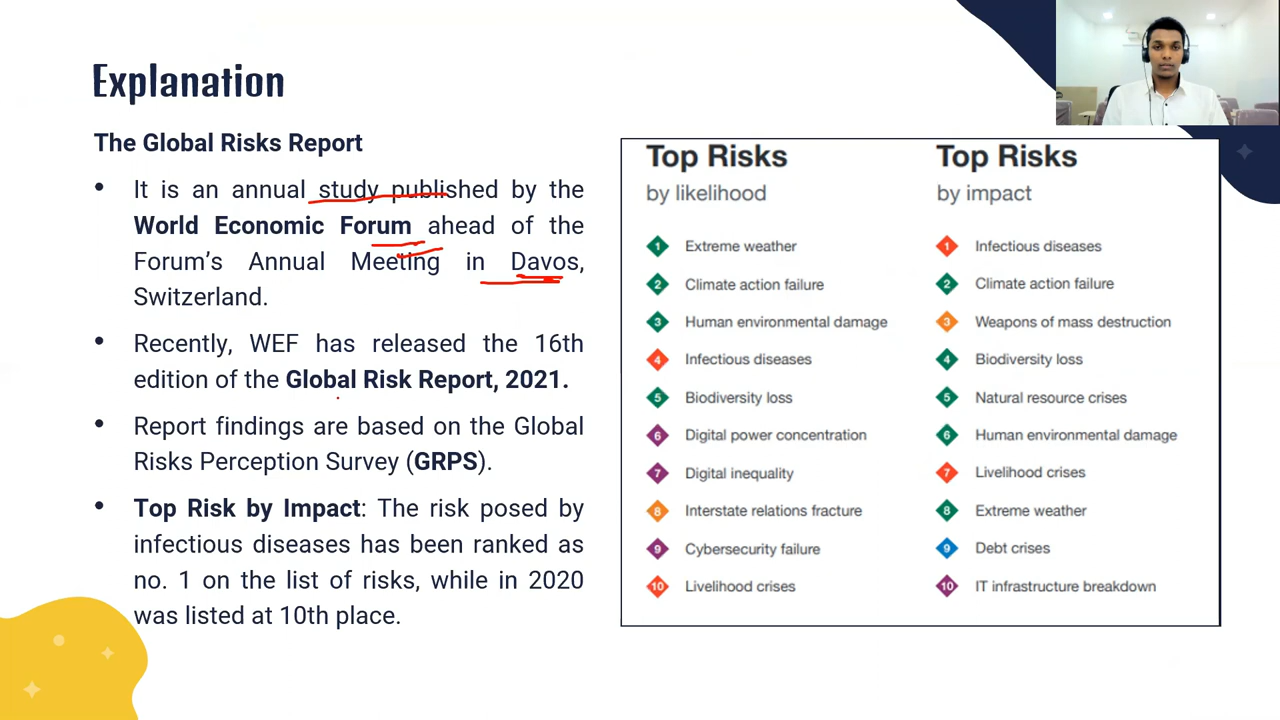 Explanation
The Global Risks Report
• It is an annual study published by the
World Economic Forum ahead of the
Forum's Annual Meeting in Davos,
Switzerland.
• Recently, WEF has released the 16th
edition of the Global Risk Report, 2021.
• Report findings are based on the Global
Risks Perception Survey (GRPS).
• Top Risk by Impact: The risk posed by
infectious diseases has been ranked as
no. 1 on the list of risks, while in 2020
was listed at 10th place.
Top Risks
by likelihood
1 Extreme weather
2 Climate action failure
3 Human environmental damage
4 Infectious diseases
5 Biodiversity loss
6 Digital power concentration
7 Digital inequality
8 Interstate relations fracture
9 Cybersecurity failure
10 Livelihood crises
Top Risks
by impact
1 Infectious diseases
2 Climate action failure
3 Weapons of mass destruction
4 Biodiversity loss
5 Natural resource crises
6 Human environmental damage
7 Livelihood crises
8 Extreme weather
9 Debt crises
10 IT infrastructure breakdown